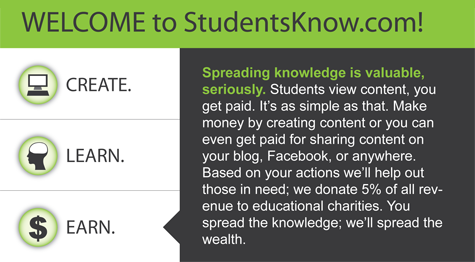 WELCOME to StudentsKnow.com!
CREATE.
LEARN.
$ EARN.
Spreading knowledge is valuable,
seriously. Students view content, you
get paid. It's as simple as that. Make
money by creating content or you can
even get paid for sharing content on
your blog, Facebook, or anywhere.
Based on your actions we'll help out
those in need; we donate 5% of all rev-
enue to educational charities. You
spread the knowledge; we'll spread the
wealth.